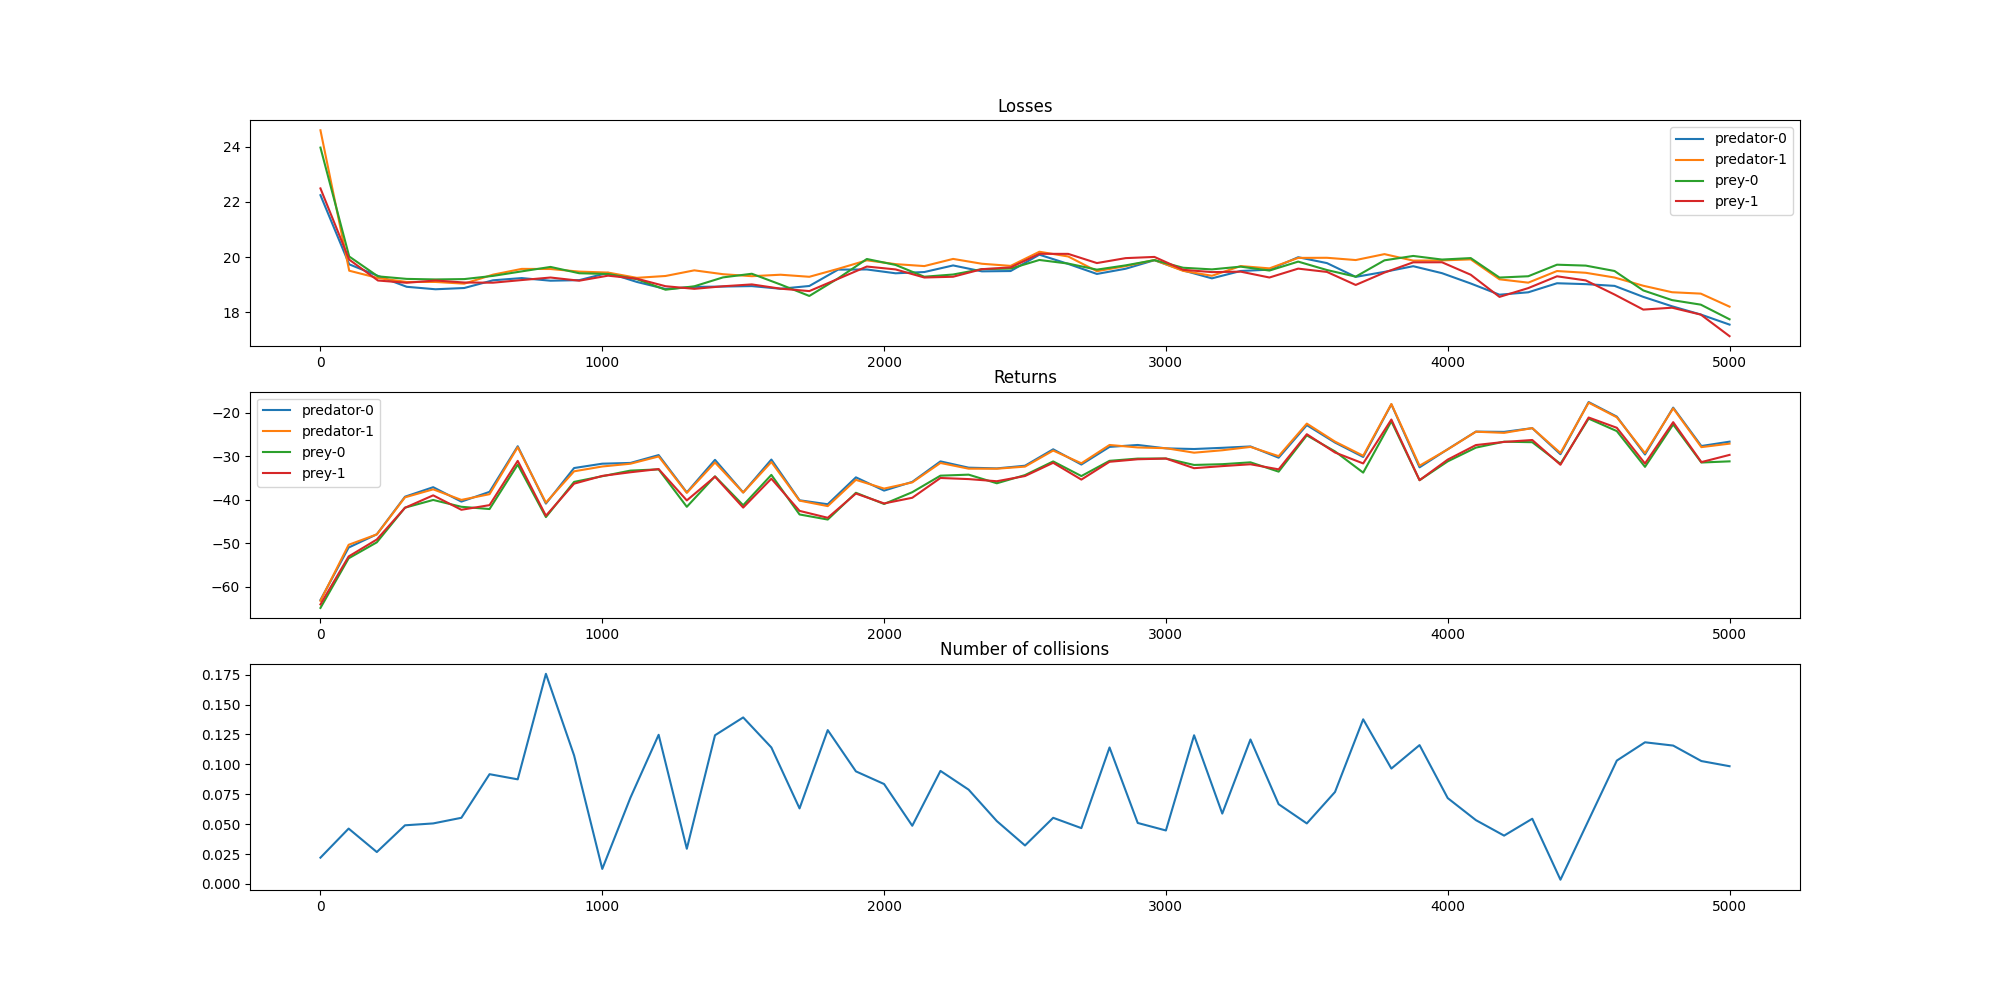 Losses
24
22
20
18
predator-0
predator-1
prey-0
prey-1
0 1000 2000 3000 4000 5000
Returns
−20
−30
−40
−50
−60
predator-0
predator-1
prey-0
prey-1
0 1000 2000 3000 4000 5000
Number of collisions
0.175
0.150
0.125
0.100
0.075
0.050
0.025
0.000
0 1000 2000 3000 4000 5000